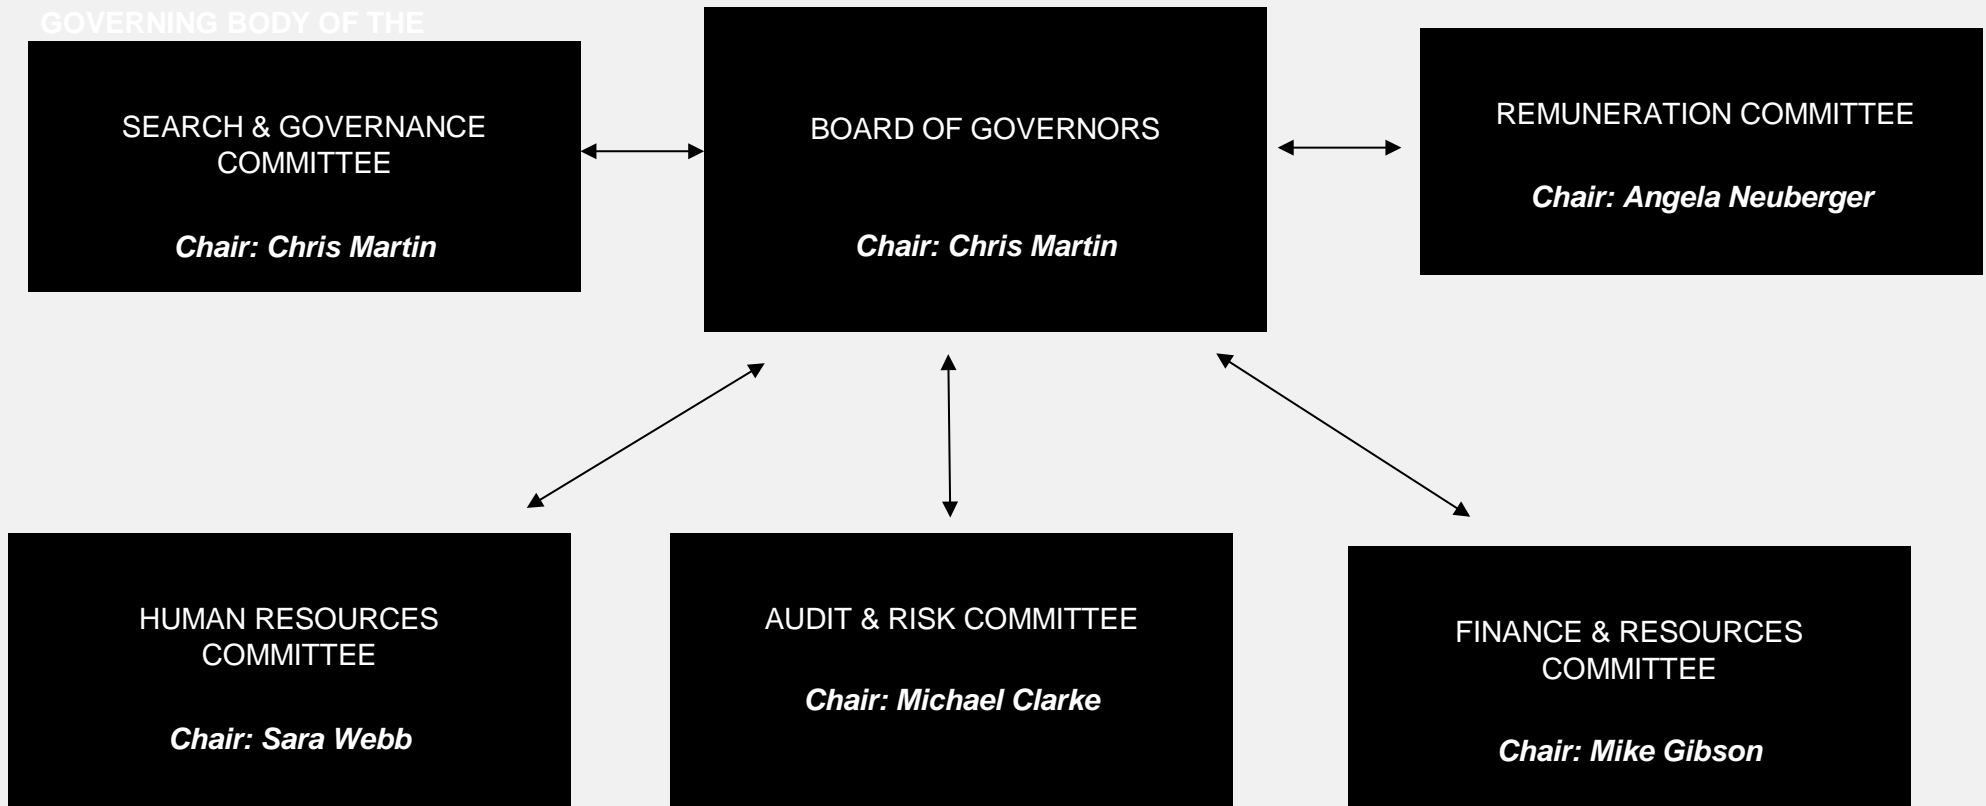 GOVERNING BODY OF THE
SEARCH & GOVERNANCE
COMMITTEE
Chair: Chris Martin
BOARD OF GOVERNORS
Chair: Chris Martin
REMUNERATION COMMITTEE
Chair: Angela Neuberger
HUMAN RESOURCES
COMMITTEE
Chair: Sara Webb
AUDIT & RISK COMMITTEE
Chair: Michael Clarke
FINANCE & RESOURCES
COMMITTEE
Chair: Mike Gibson